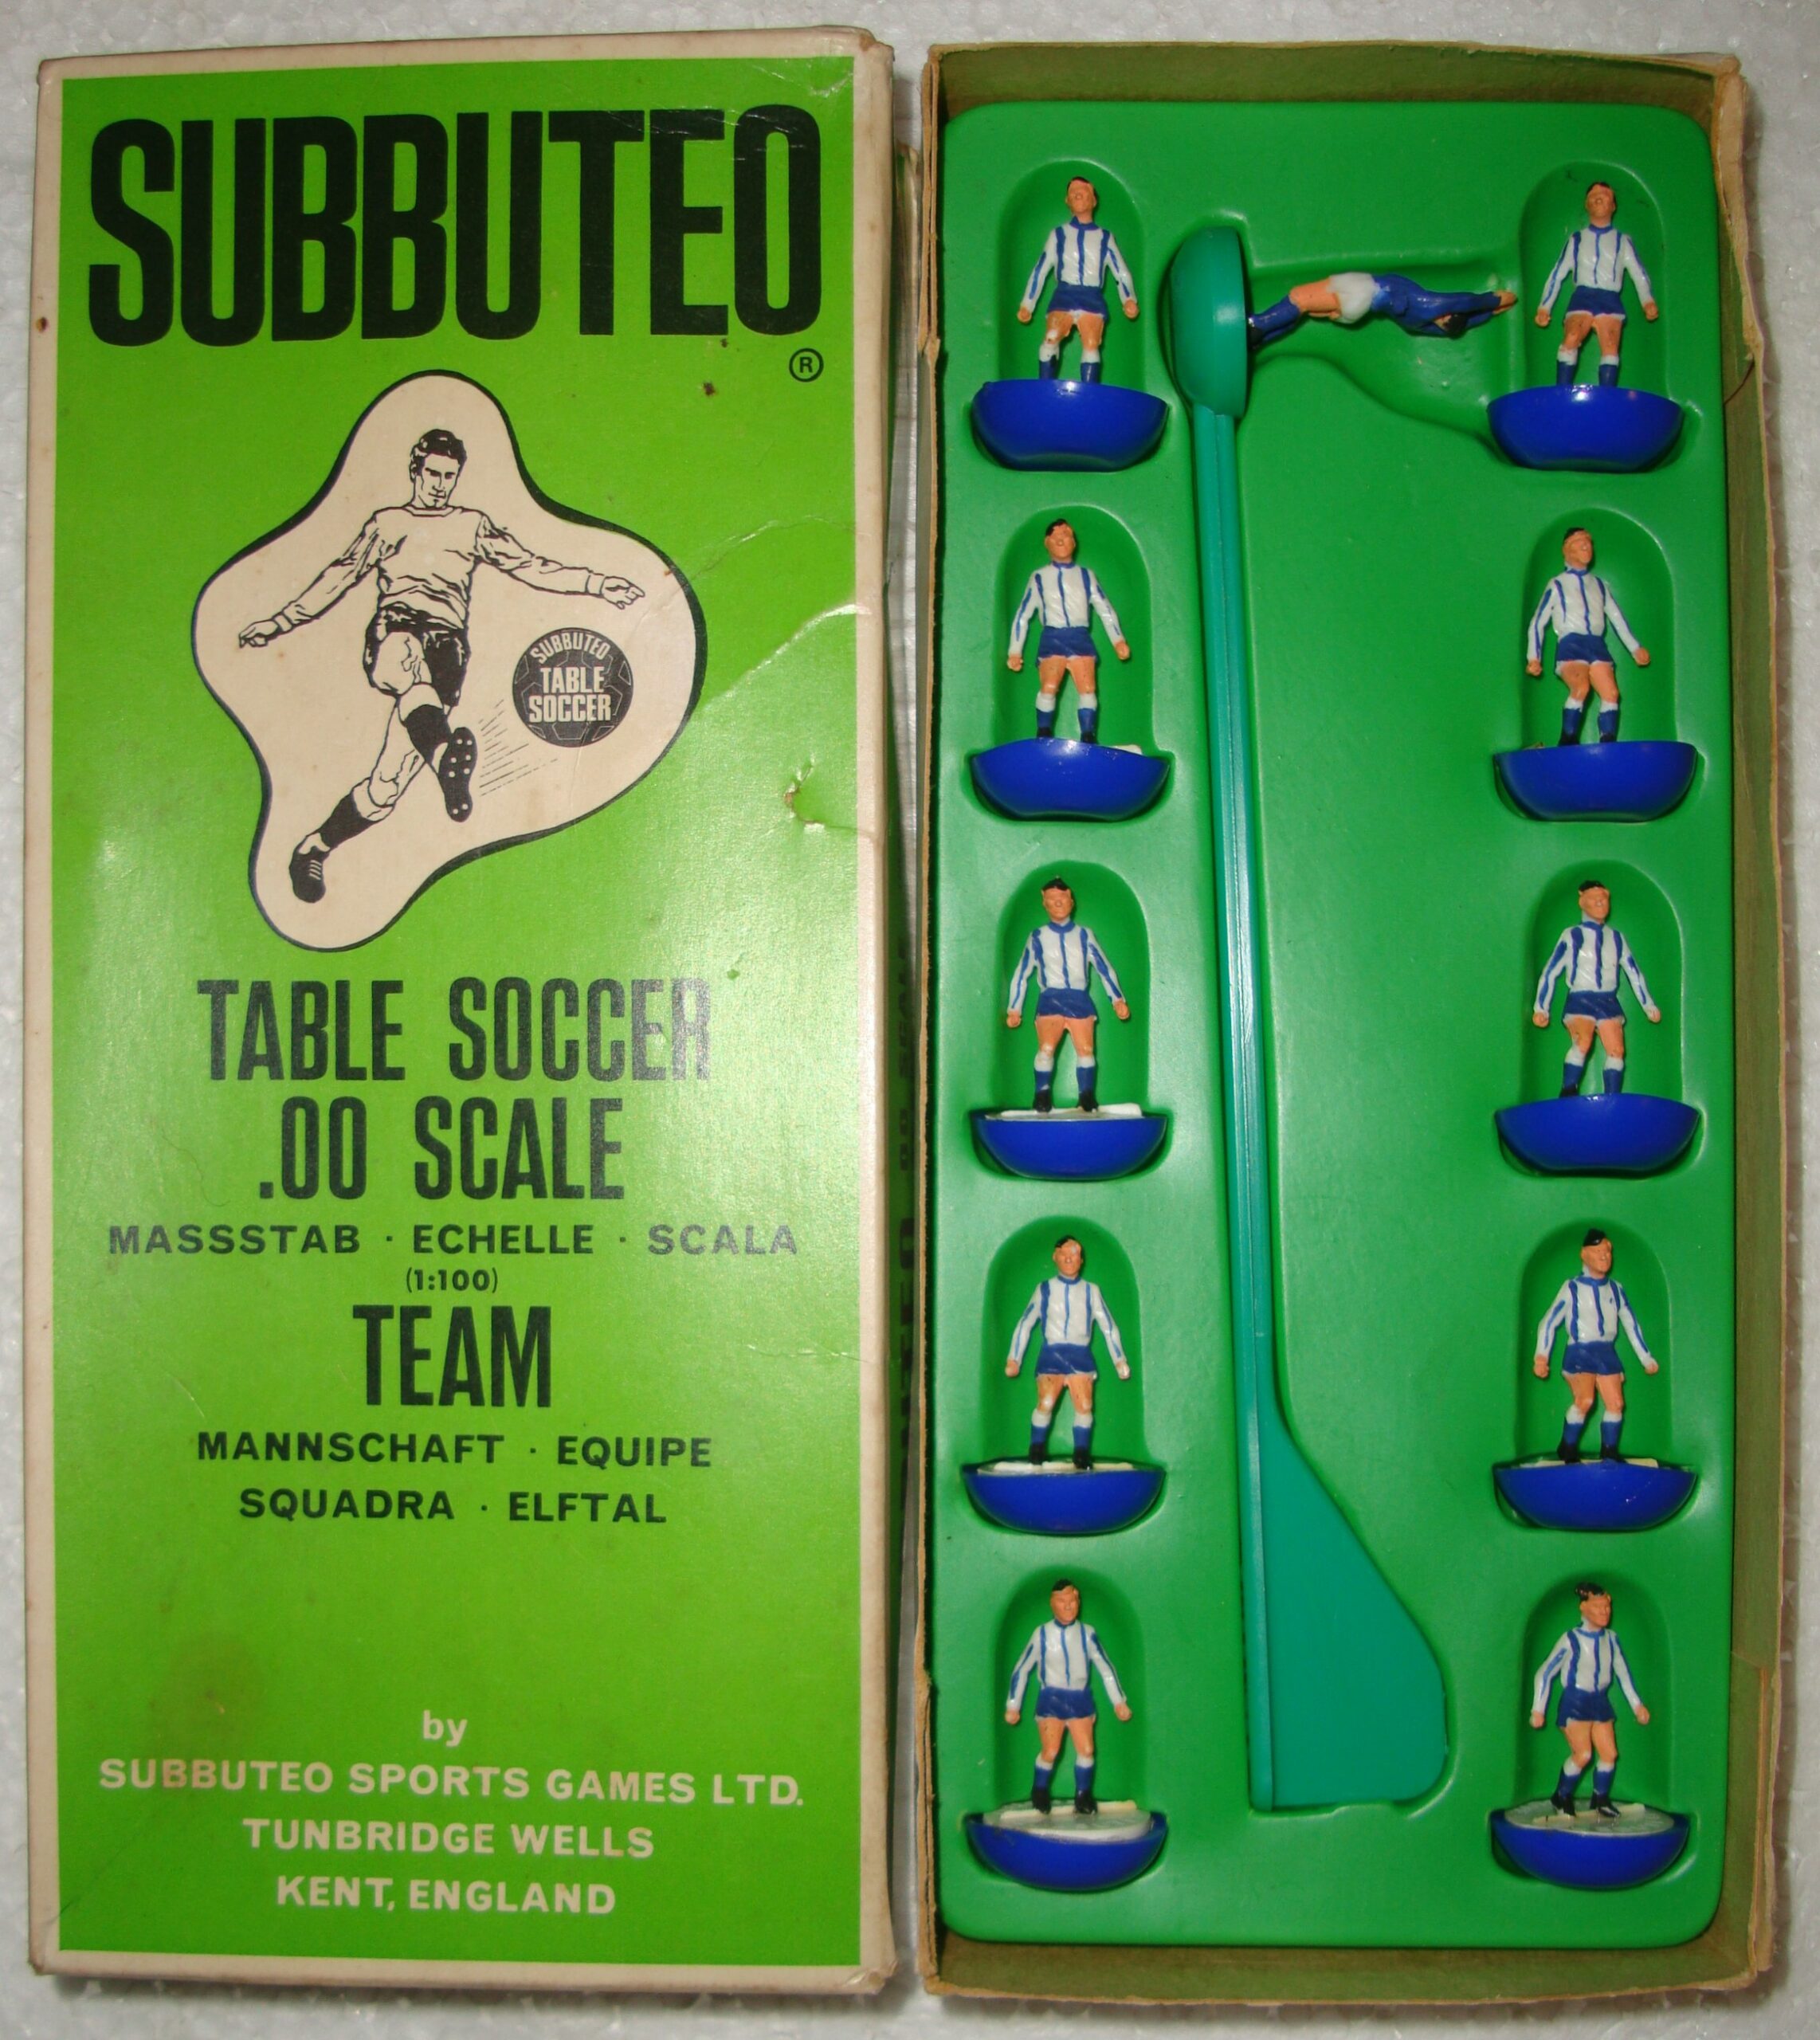 SUBBUTEO
®
SUBBUTEO
TABLE
SOCCER
TABLE SOCCER
.00 SCALE
MASSSTAB · ECHELLE · SCALA
(1:100)
TEAM
MANNSCHAFT · EQUIPE
SQUADRA · ELFTAL
by
SUBBUTEO SPORTS GAMES LTD.
TUNBRIDGE WELLS
KENT, ENGLAND